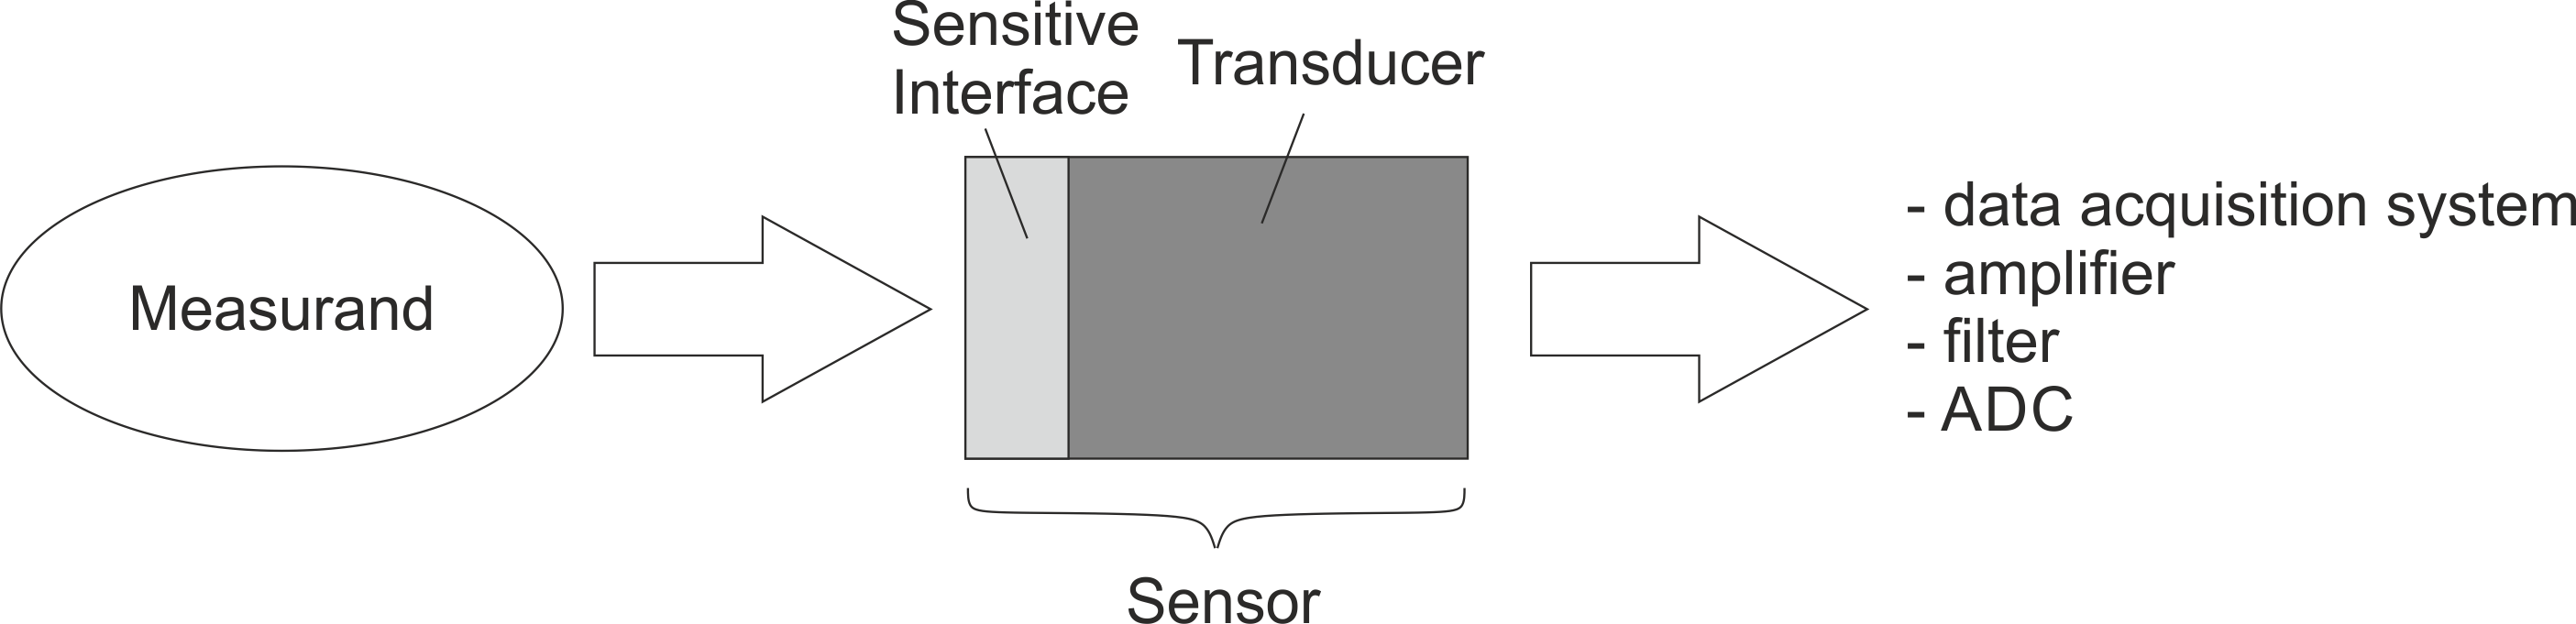 Sensitive
Interface
Transducer
Measurand
- data acquisition system
- amplifier
- filter
- ADC
Sensor